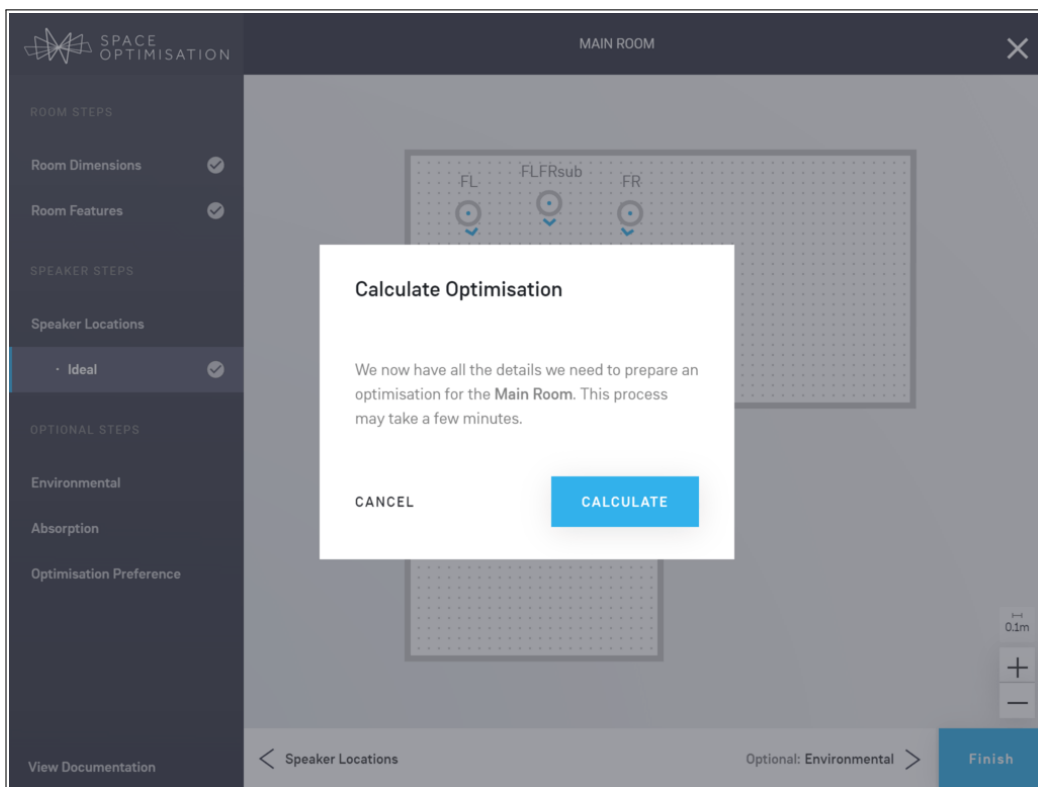 SPACE
OPTIMISATION
MAIN ROOM
ROOM STEPS
Room Dimensions
Room Features
SPEAKER STEPS
Speaker Locations
· Ideal
OPTIONAL STEPS
Environmental
Absorption
Optimisation Preference
View Documentation
FL
FLFRsub
FR
Calculate Optimisation
We now have all the details we need to prepare an
optimisation for the Main Room. This process
may take a few minutes.
CANCEL
CALCULATE
0.1m
Speaker Locations
Optional: Environmental
Finish